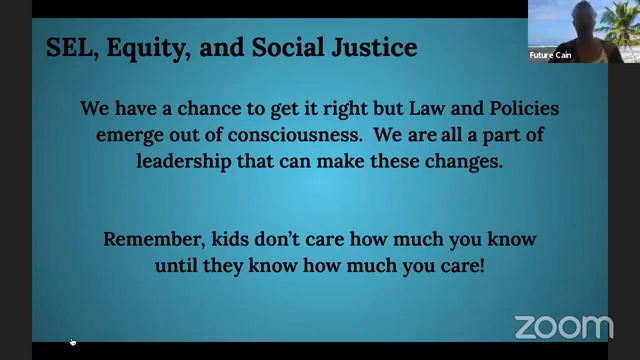 SEL, Equity, and Social Justice
Future Cain
We have a chance to get it right but Law and Policies
emerge out of consciousness. We are all a part of
leadership that can make these changes.
Remember, kids don't care how much you know
until they know how much you care!
zoom